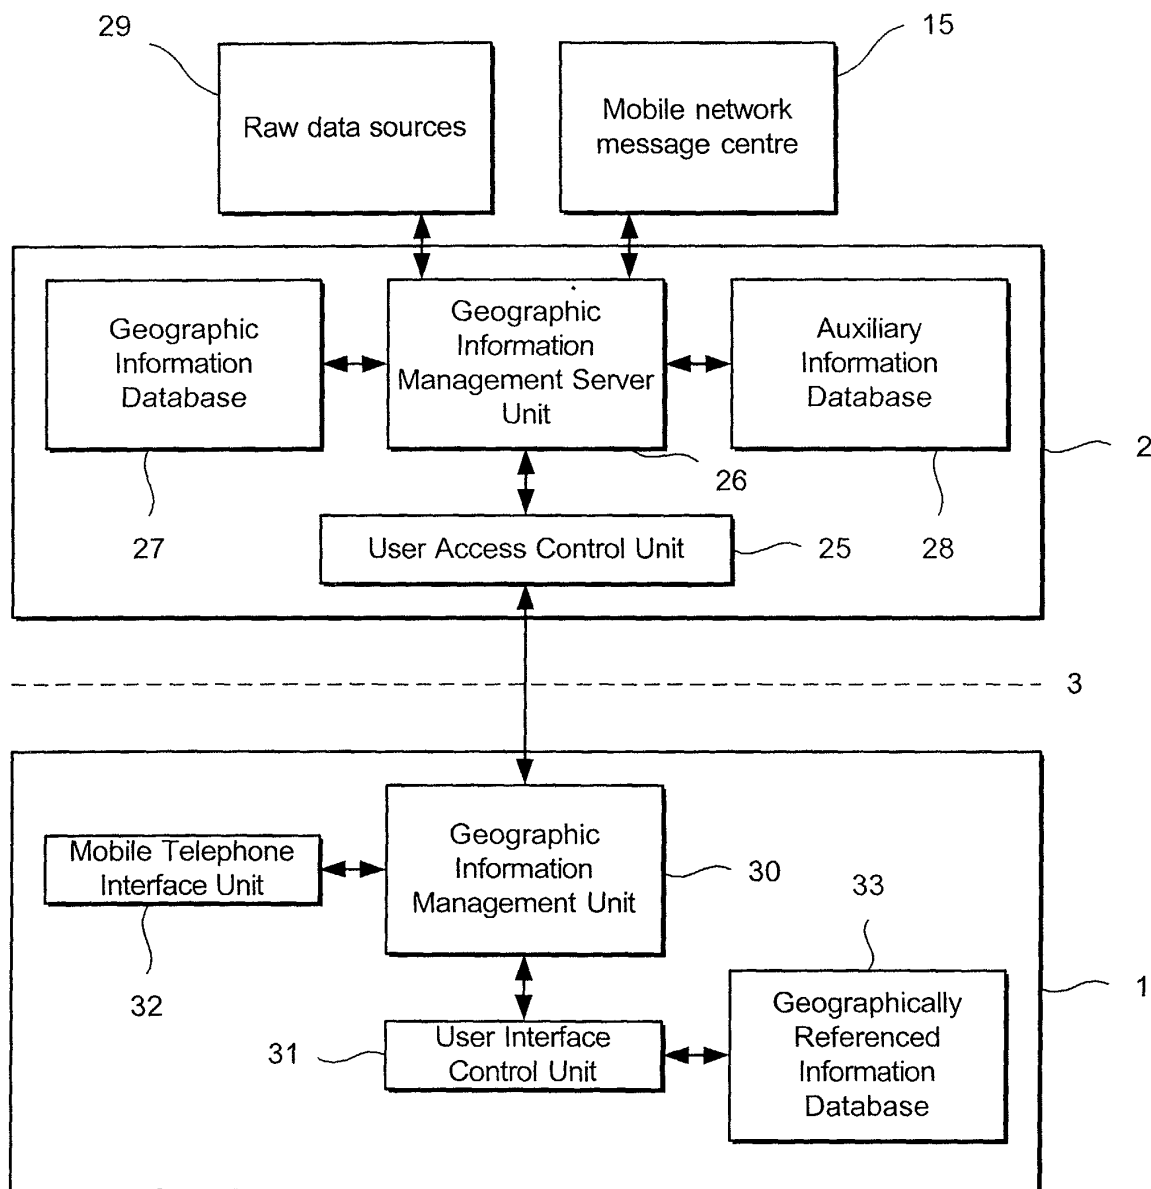 29
15
Raw data sources
Mobile network
message centre
Geographic
Information
Database
Geographic
Information
Management Server
Unit
Auxiliary
Information
Database
2
26
27
User Access Control Unit
25
28
3
Geographic
Information
Management Unit
Mobile Telephone
Interface Unit
30
33
32
1
31
User Interface
Control Unit
Geographically
Referenced
Information
Database